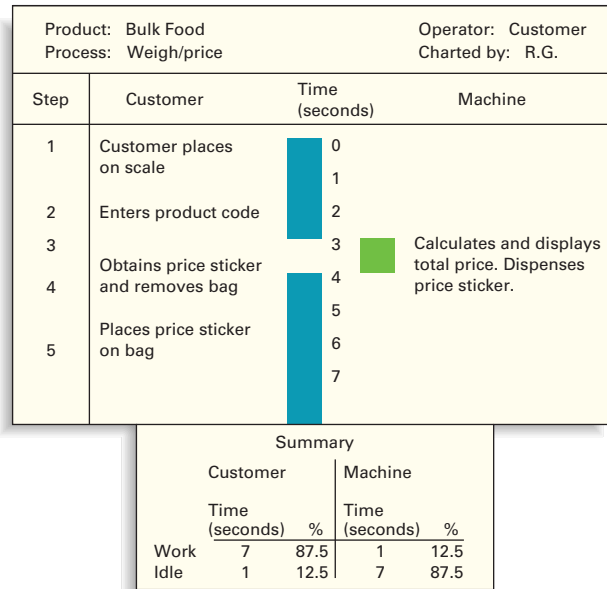 Product: Bulk Food Operator: Customer
Process: Weigh/price Charted by: R.G.
Step Customer Time (seconds) Machine
1 Customer places on scale 0
1
2 Enters product code 2
3 3 Calculates and displays total price. Dispenses price sticker.
4 Obtains price sticker and removes bag 4
5
5 Places price sticker on bag 6
7
Summary
Customer Machine
Time (seconds) % Time (seconds) %
Work 7 87.5 1 12.5
Idle 1 12.5 7 87.5